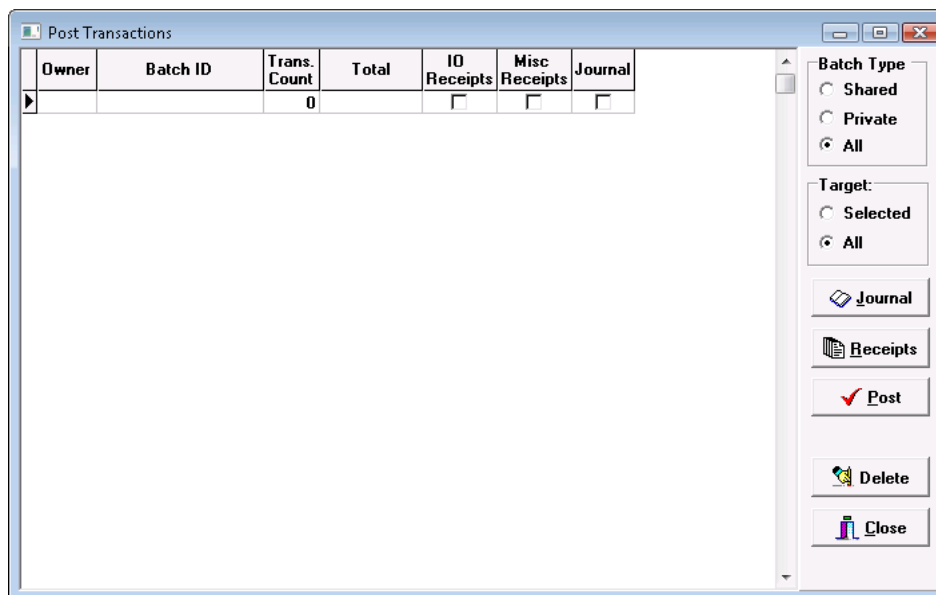 Post Transactions
Owner Batch ID Trans. Count Total IO Receipts Misc Receipts Journal
0
Batch Type
Shared
Private
All
Target:
Selected
All
Journal
Receipts
Post
Delete
Close